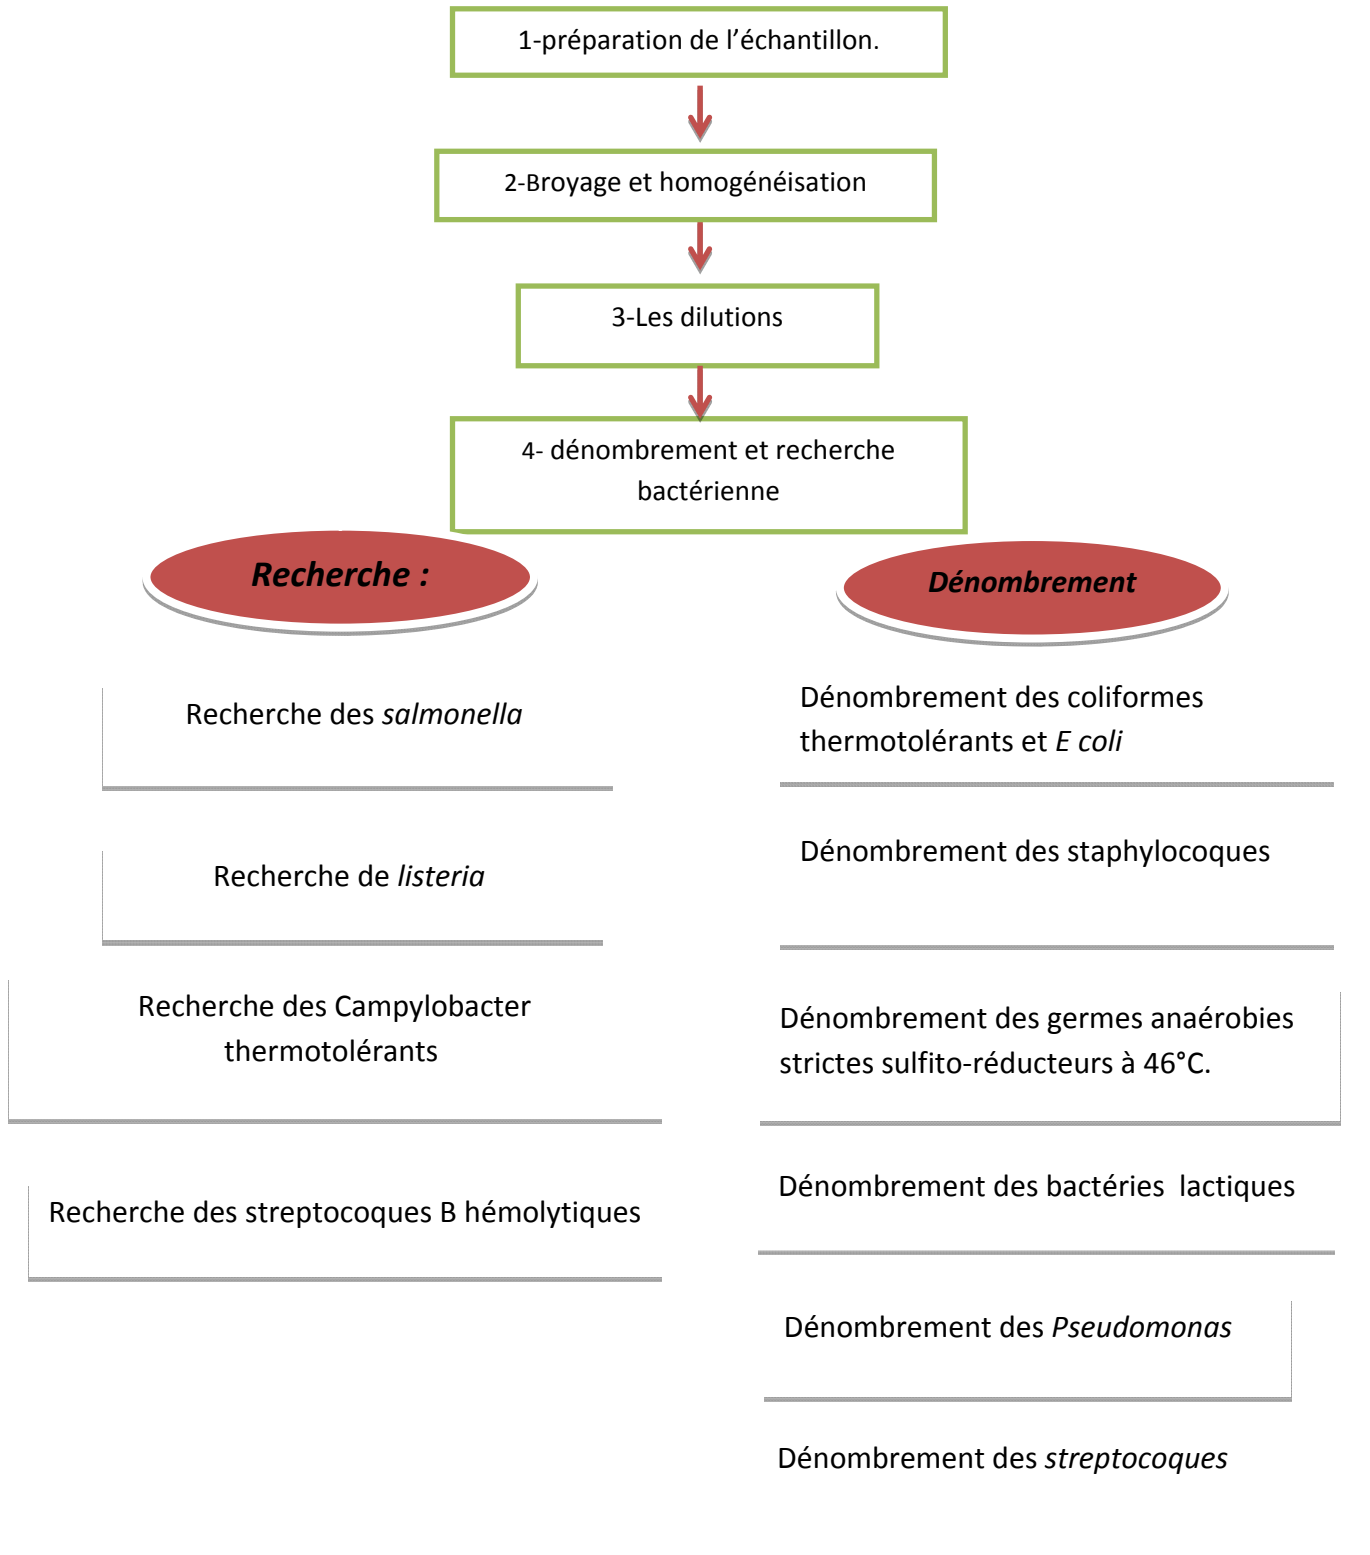 1-préparation de l’échantillon.
2-Broyage et homogénéisation
3-Les dilutions
4- dénombrement et recherche
bactérienne
Recherche :
Recherche des salmonella
Recherche de listeria
Recherche des Campylobacter
thermotolérants
Recherche des streptocoques B hémolytiques
Dénombrement
Dénombrement des coliformes
thermotolérants et E coli
Dénombrement des staphylocoques
Dénombrement des germes anaérobies
strictes sulfito-réducteurs à 46°C.
Dénombrement des bactéries  lactiques
Dénombrement des Pseudomonas
Dénombrement des streptocoques